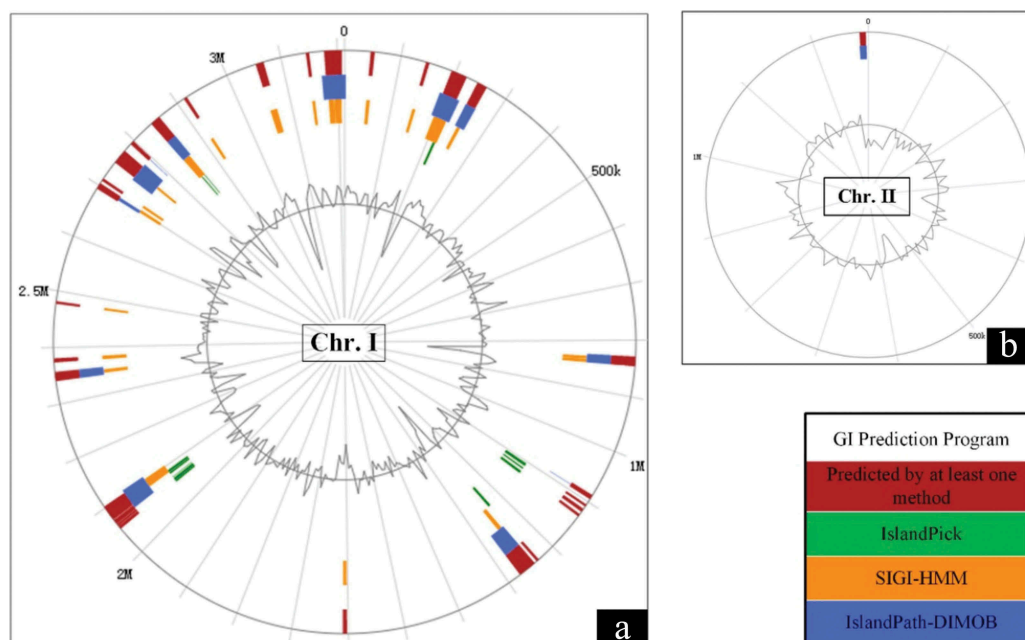 0
3M
500k
2.5M
Chr. I
1M
2M
a
0
1M
Chr. II
500k
b
GI Prediction Program
Predicted by at least one
method
IslandPick
SIGI-HMM
IslandPath-DIMOB